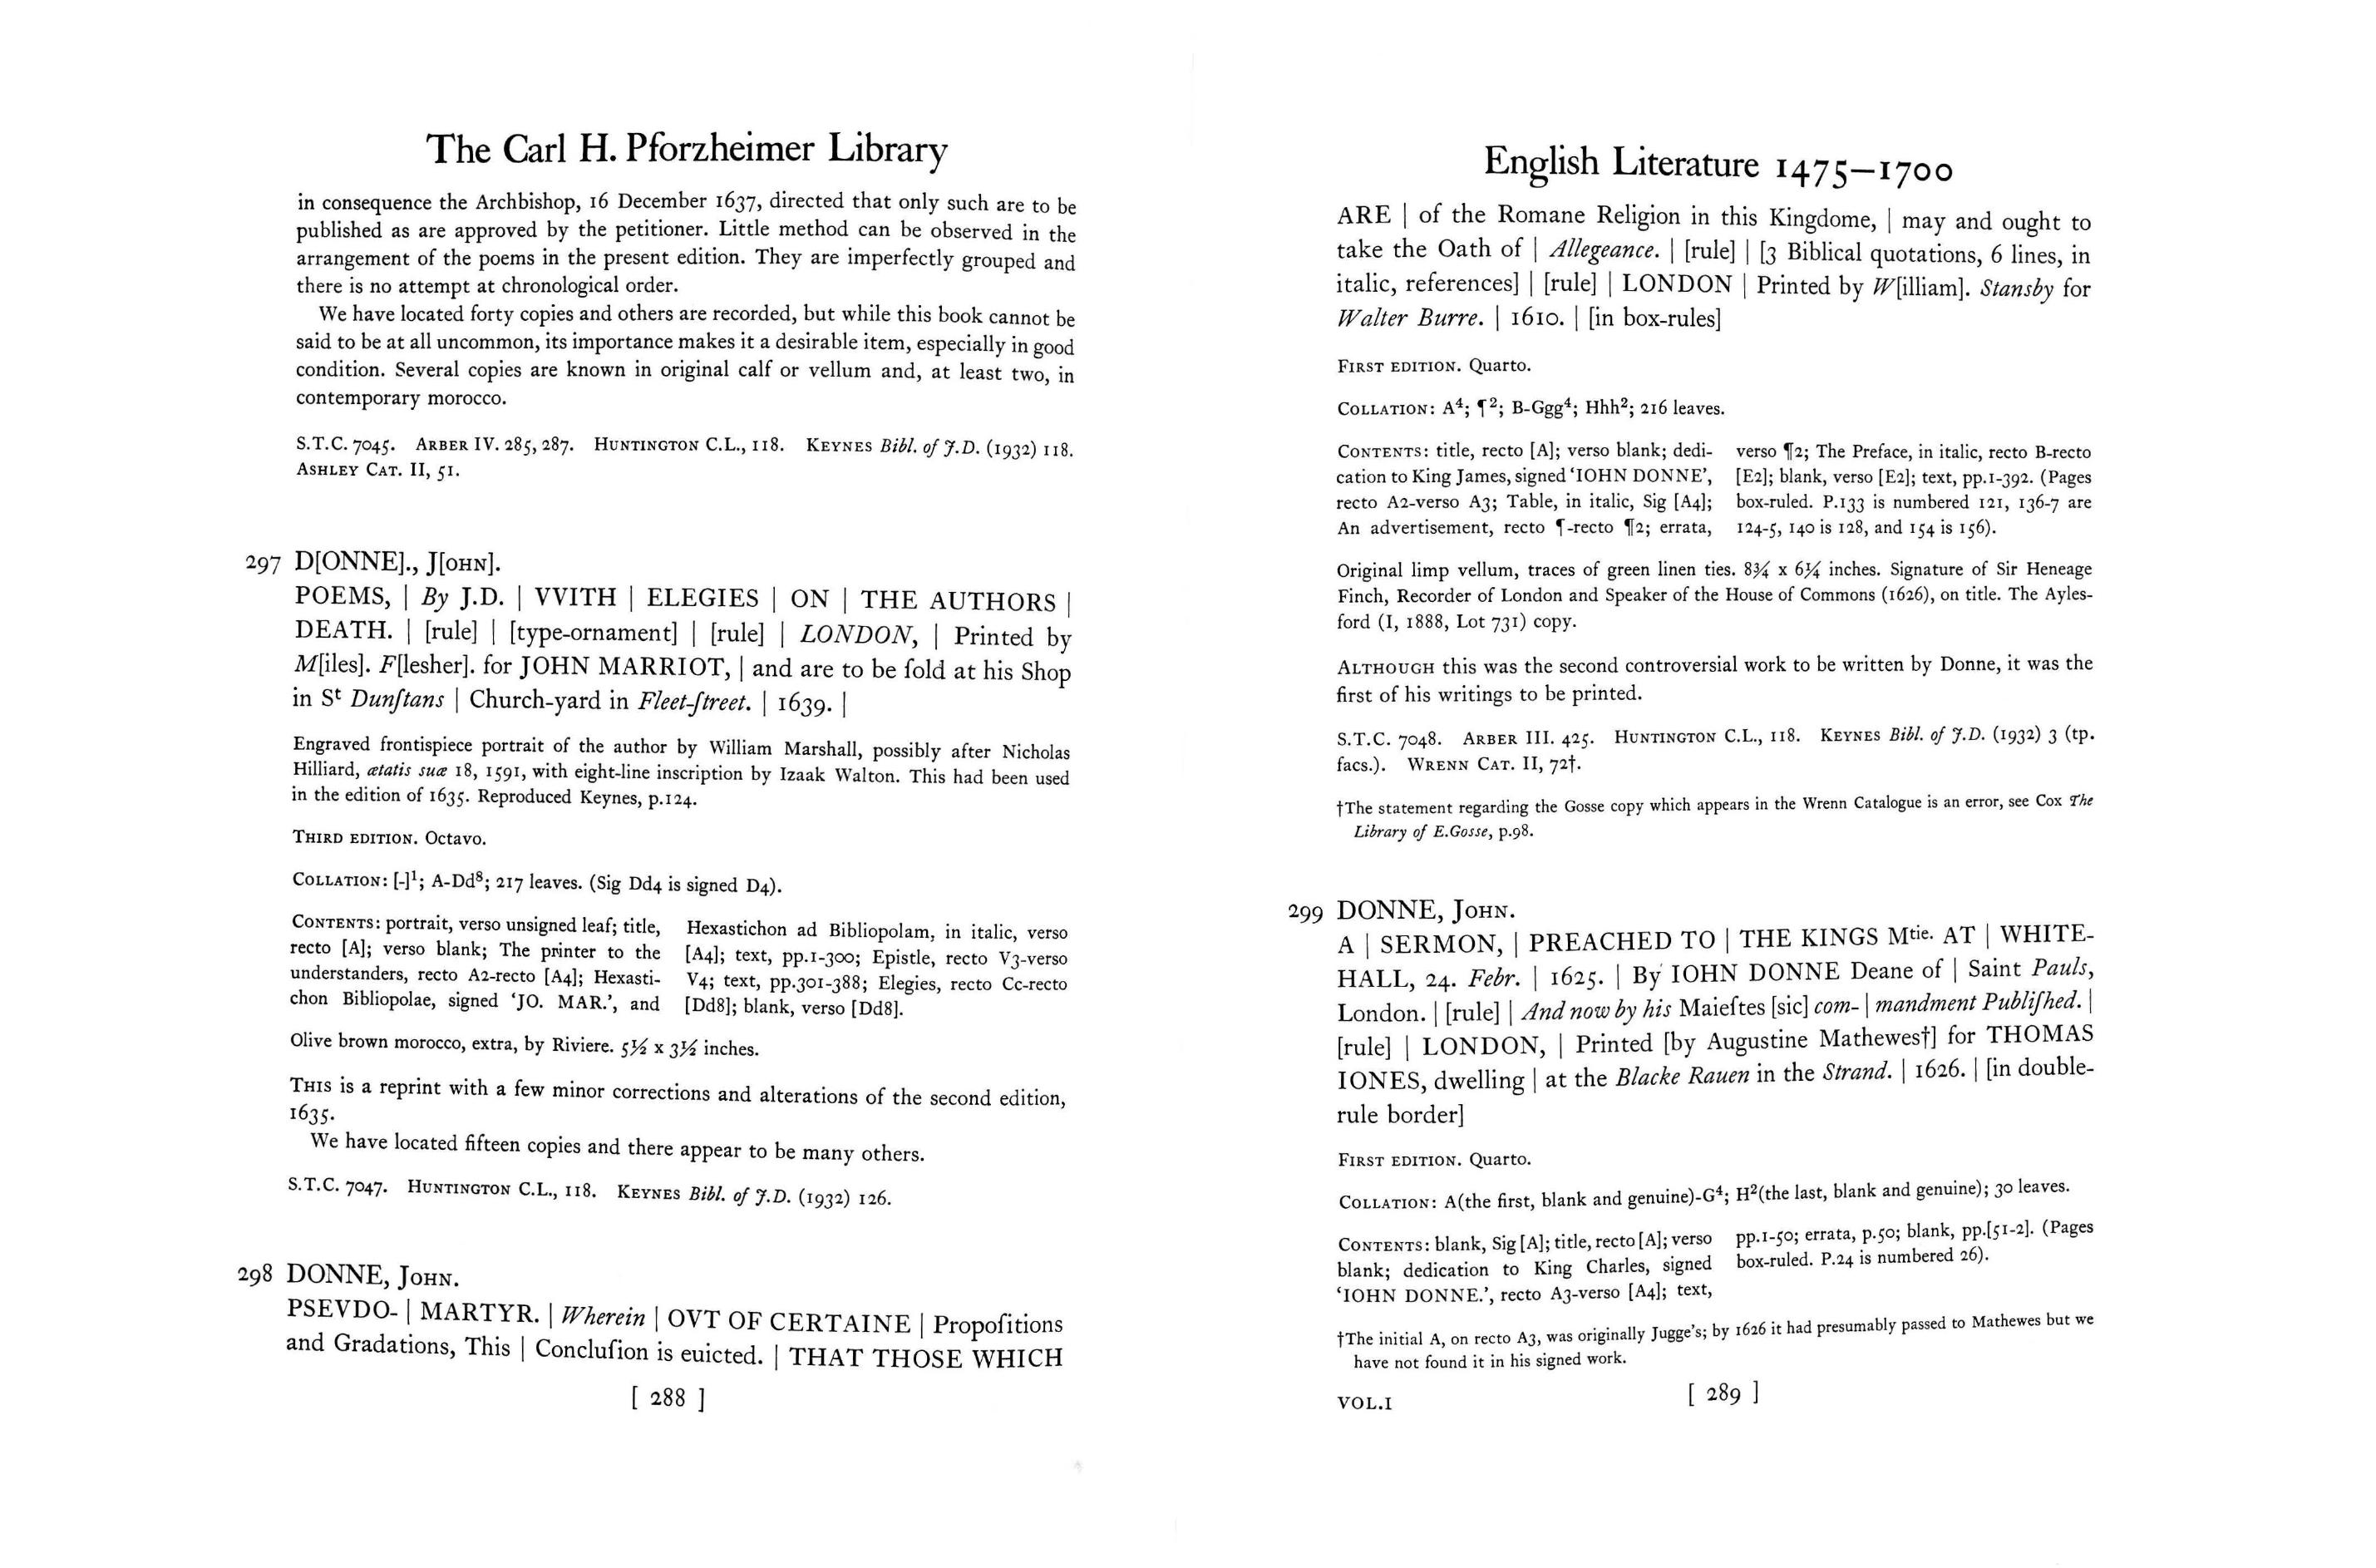 The Carl H. Pforzheimer Library
in consequence the Archbishop, 16 December 1637, directed that only such are to be
published as are approved by the petitioner. Little method can be observed in the
arrangement of the poems in the present edition. They are imperfectly grouped and
there is no attempt at chronological order.
We have located forty copies and others are recorded, but while this book cannot be
said to be at all uncommon, its importance makes it a desirable item, especially in good
condition. Several copies are known in original calf or vellum and, at least two, in
contemporary morocco.
S.T.C. 7045. ARBER IV. 285, 287. HUNTINGTON C.L., 118. KEYNES Bibl. of J.D. (1932) 118.
ASHLEY CAT. II, 51.
297 D[ONNE]., J[OHN].
POEMS, | By J.D. | VVITH | ELEGIES | ON | THE AUTHORS |
DEATH. | [rule] | [type-ornament] | [rule] | LONDON, | Printed by
M[iles]. F[lesher]. for JOHN MARRIOT, | and are to be ſold at his Shop
in St Dunſtans | Church-yard in Fleet-ſtreet. | 1639. |
Engraved frontispiece portrait of the author by William Marshall, possibly after Nicholas
Hilliard, ætatis suæ 18, 1591, with eight-line inscription by Izaak Walton. This had been used
in the edition of 1635. Reproduced Keynes, p.124.
THIRD EDITION. Octavo.
COLLATION: [-]¹; A-Dd⁸; 217 leaves. (Sig Dd4 is signed D4).
CONTENTS: portrait, verso unsigned leaf; title,
recto [A]; verso blank; The printer to the
understanders, recto A2-recto [A4]; Hexasti-
chon Bibliopolae, signed ‘JO. MAR.’, and
Hexastichon ad Bibliopolam, in italic, verso
[A4]; text, pp.1-300; Epistle, recto V3-verso
V4; text, pp.301-388; Elegies, recto Cc-recto
[Dd8]; blank, verso [Dd8].
Olive brown morocco, extra, by Riviere. 5½ x 3½ inches.
THIS is a reprint with a few minor corrections and alterations of the second edition,
1635.
We have located fifteen copies and there appear to be many others.
S.T.C. 7047. HUNTINGTON C.L., 118. KEYNES Bibl. of J.D. (1932) 126.
298 DONNE, JOHN.
PSEVDO- | MARTYR. | Wherein | OVT OF CERTAINE | Propoſitions
and Gradations, This | Concluſion is euicted. | THAT THOSE WHICH
[ 288 ]
English Literature 1475–1700
ARE | of the Romane Religion in this Kingdome, | may and ought to
take the Oath of | Allegeance. | [rule] | [3 Biblical quotations, 6 lines, in
italic, references] | [rule] | LONDON | Printed by W[illiam]. Stansby for
Walter Burre. | 1610. | [in box-rules]
FIRST EDITION. Quarto.
COLLATION: A⁴; ¶²; B-Ggg⁴; Hhh²; 216 leaves.
CONTENTS: title, recto [A]; verso blank; dedi-
cation to King James, signed ‘IOHN DONNE’,
recto A2-verso A3; Table, in italic, Sig [A4];
An advertisement, recto ¶-recto ¶2; errata,
verso ¶2; The Preface, in italic, recto B-recto
[E2]; blank, verso [E2]; text, pp.1-392. (Pages
box-ruled. P.133 is numbered 121, 136-7 are
124-5, 140 is 128, and 154 is 156).
Original limp vellum, traces of green linen ties. 8¾ x 6¼ inches. Signature of Sir Heneage
Finch, Recorder of London and Speaker of the House of Commons (1626), on title. The Ayles-
ford (I, 1888, Lot 731) copy.
ALTHOUGH this was the second controversial work to be written by Donne, it was the
first of his writings to be printed.
S.T.C. 7048. ARBER III. 425. HUNTINGTON C.L., 118. KEYNES Bibl. of J.D. (1932) 3 (tp.
facs.). WRENN CAT. II, 72†.
†The statement regarding the Gosse copy which appears in the Wrenn Catalogue is an error, see Cox The
Library of E.Gosse, p.98.
299 DONNE, JOHN.
A | SERMON, | PREACHED TO | THE KINGS Mtie. AT | WHITE-
HALL, 24. Febr. | 1625. | By IOHN DONNE Deane of | Saint Pauls,
London. | [rule] | And now by his Maieſtes [sic] com- | mandment Publiſhed. |
[rule] | LONDON, | Printed [by Augustine Mathewes†] for THOMAS
IONES, dwelling | at the Blacke Rauen in the Strand. | 1626. | [in double-
rule border]
FIRST EDITION. Quarto.
COLLATION: A(the first, blank and genuine)-G⁴; H²(the last, blank and genuine); 30 leaves.
CONTENTS: blank, Sig [A]; title, recto [A]; verso
blank; dedication to King Charles, signed
‘IOHN DONNE.’, recto A3-verso [A4]; text,
pp.1-50; errata, p.50; blank, pp.[51-2]. (Pages
box-ruled. P.24 is numbered 26).
†The initial A, on recto A3, was originally Jugge's; by 1626 it had presumably passed to Mathewes but we
have not found it in his signed work.
VOL.I
[ 289 ]